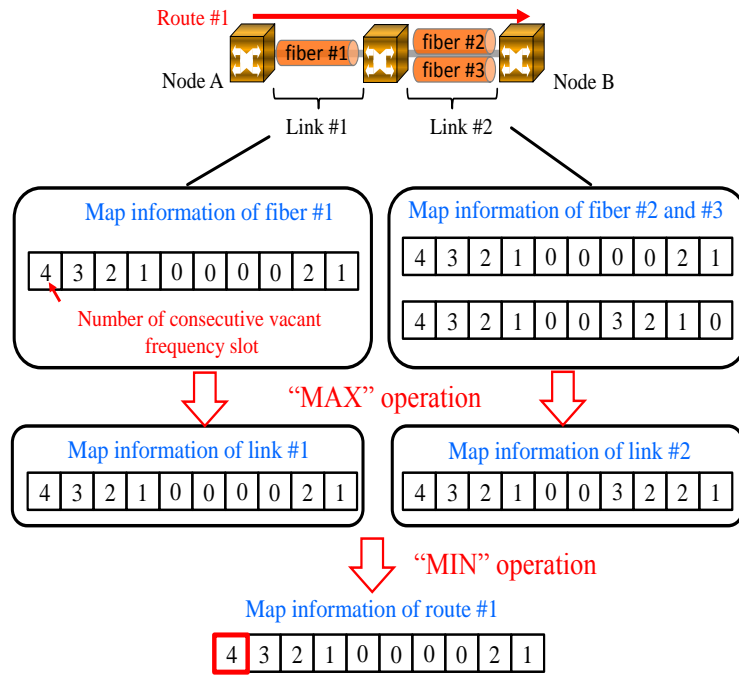 Route #1
fiber #1
fiber #2
fiber #3
Node A
Node B
Link #1
Link #2
Map information of fiber #1
4 3 2 1 0 0 0 0 2 1
Number of consecutive vacant
frequency slot
Map information of fiber #2 and #3
4 3 2 1 0 0 0 0 2 1
4 3 2 1 0 0 3 2 1 0
“MAX” operation
Map information of link #1
4 3 2 1 0 0 0 0 2 1
Map information of link #2
4 3 2 1 0 0 3 2 2 1
“MIN” operation
Map information of route #1
4 3 2 1 0 0 0 0 2 1